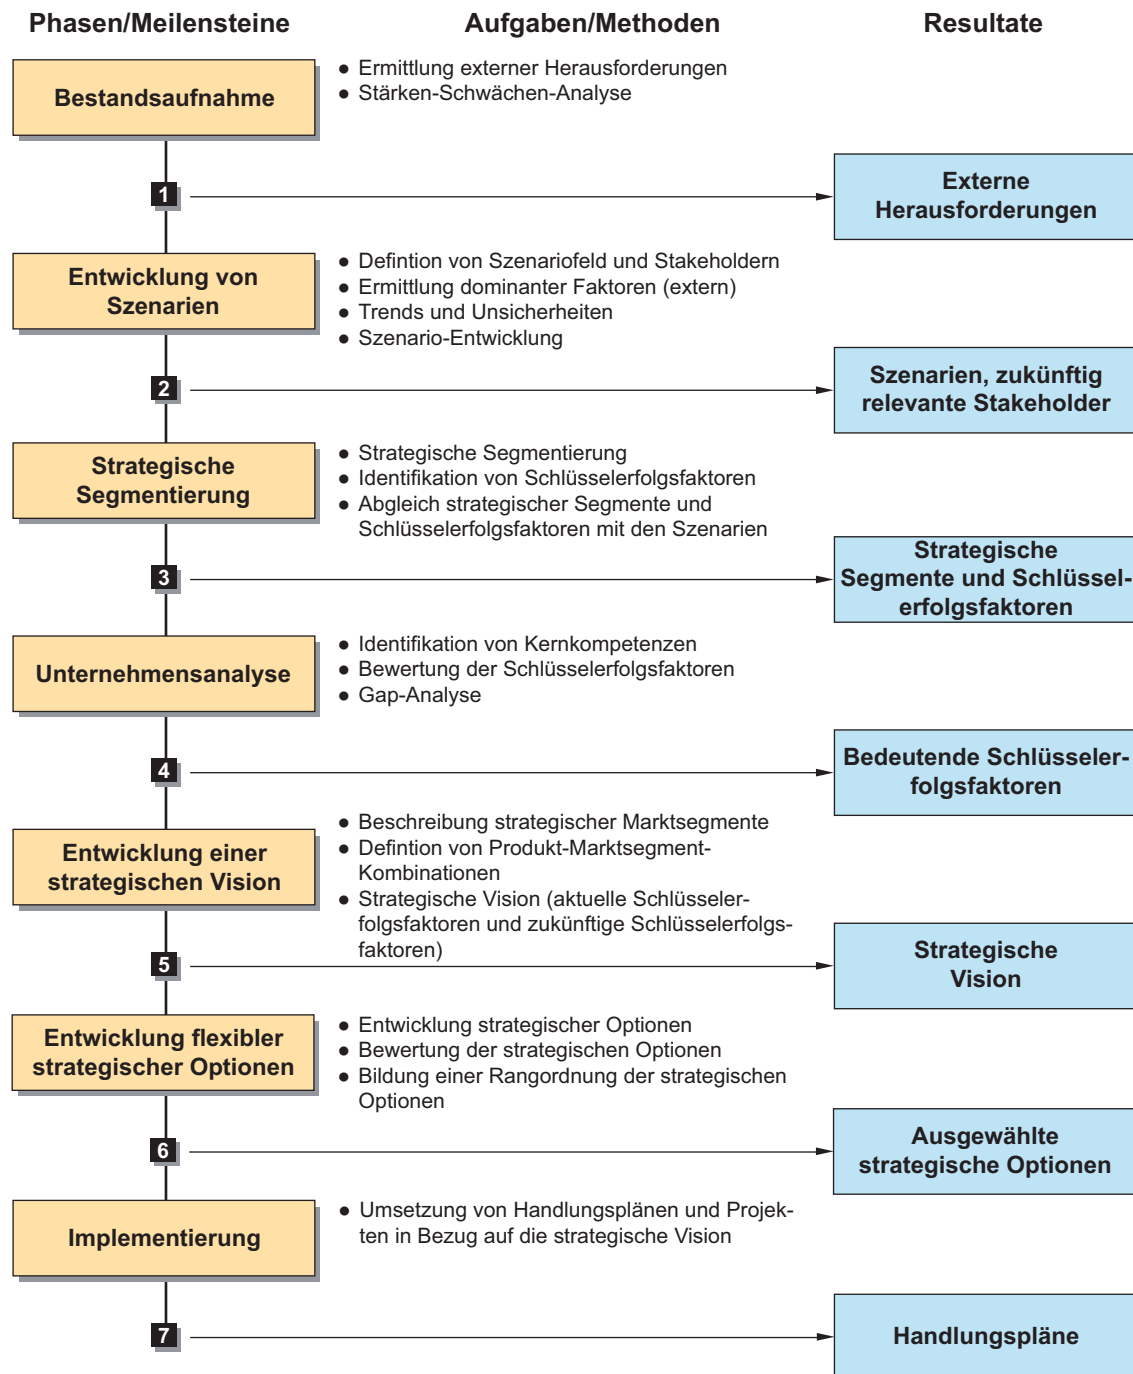 Phasen/Meilensteine
Aufgaben/Methoden
Resultate
Bestandsaufnahme
● Ermittlung externer Herausforderungen
● Stärken-Schwächen-Analyse
1
Externe
Herausforderungen
Entwicklung von
Szenarien
● Defintion von Szenariofeld und Stakeholdern
● Ermittlung dominanter Faktoren (extern)
● Trends und Unsicherheiten
● Szenario-Entwicklung
2
Szenarien, zukünftig
relevante Stakeholder
Strategische
Segmentierung
● Strategische Segmentierung
● Identifikation von Schlüsselerfolgsfaktoren
● Abgleich strategischer Segmente und
Schlüsselerfolgsfaktoren mit den Szenarien
3
Strategische
Segmente und Schlüssel-
erfolgsfaktoren
Unternehmensanalyse
● Identifikation von Kernkompetenzen
● Bewertung der Schlüsselerfolgsfaktoren
● Gap-Analyse
4
Bedeutende Schlüsseler-
folgsfaktoren
Entwicklung einer
strategischen Vision
● Beschreibung strategischer Marktsegmente
● Defintion von Produkt-Marktsegment-
Kombinationen
● Strategische Vision (aktuelle Schlüsseler-
folgsfaktoren und zukünftige Schlüsselerfolgs-
faktoren)
5
Strategische
Vision
Entwicklung flexibler
strategischer Optionen
● Entwicklung strategischer Optionen
● Bewertung der strategischen Optionen
● Bildung einer Rangordnung der strategischen
Optionen
6
Ausgewählte
strategische Optionen
Implementierung
● Umsetzung von Handlungsplänen und Projek-
ten in Bezug auf die strategische Vision
7
Handlungspläne